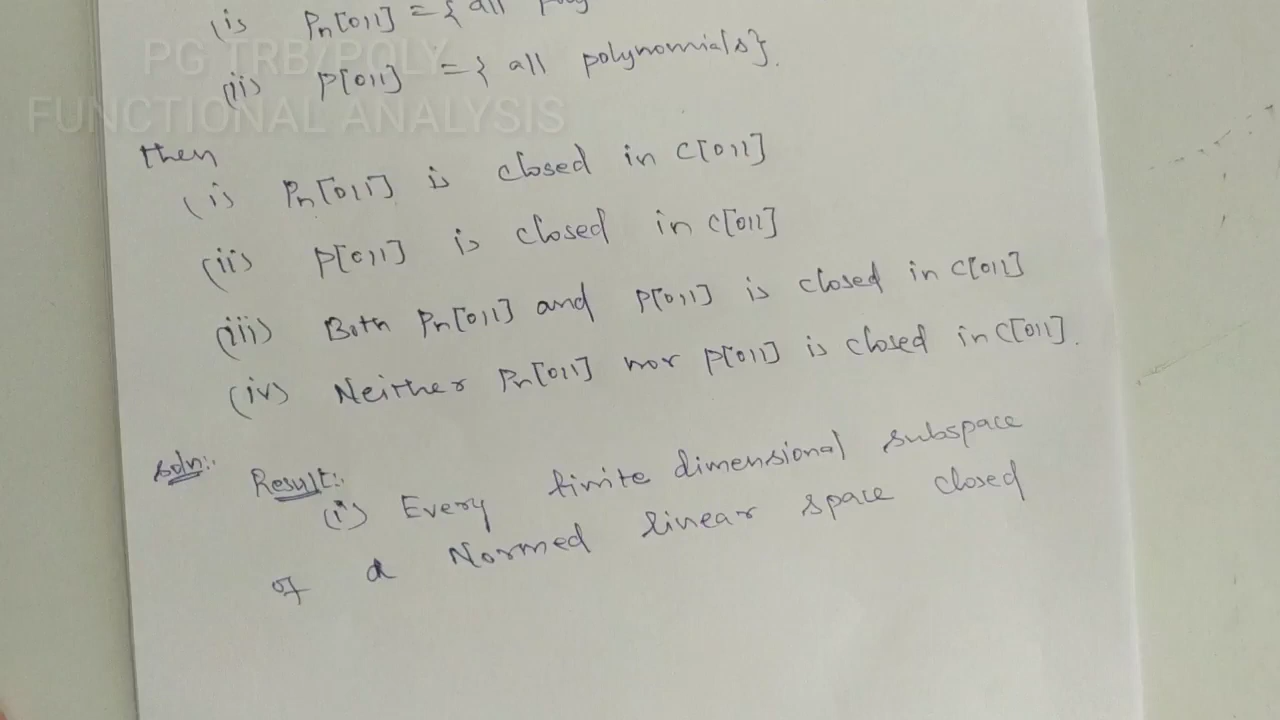 (i) Pn[0,1] = { all poly
(ii) P[0,1] = { all polynomials}.
PG TRB/POLY
FUNCTIONAL ANALYSIS
then
(i) Pn[0,1] is closed in C[0,1]
(ii) P[0,1] is closed in C[0,1]
(iii) Both Pn[0,1] and P[0,1] is closed in C[0,1]
(iv) Neither Pn[0,1] nor P[0,1] is closed in C[0,1].
Soln:.
Result:.
(i) Every finite dimensional subspace
of a Normed linear space closed